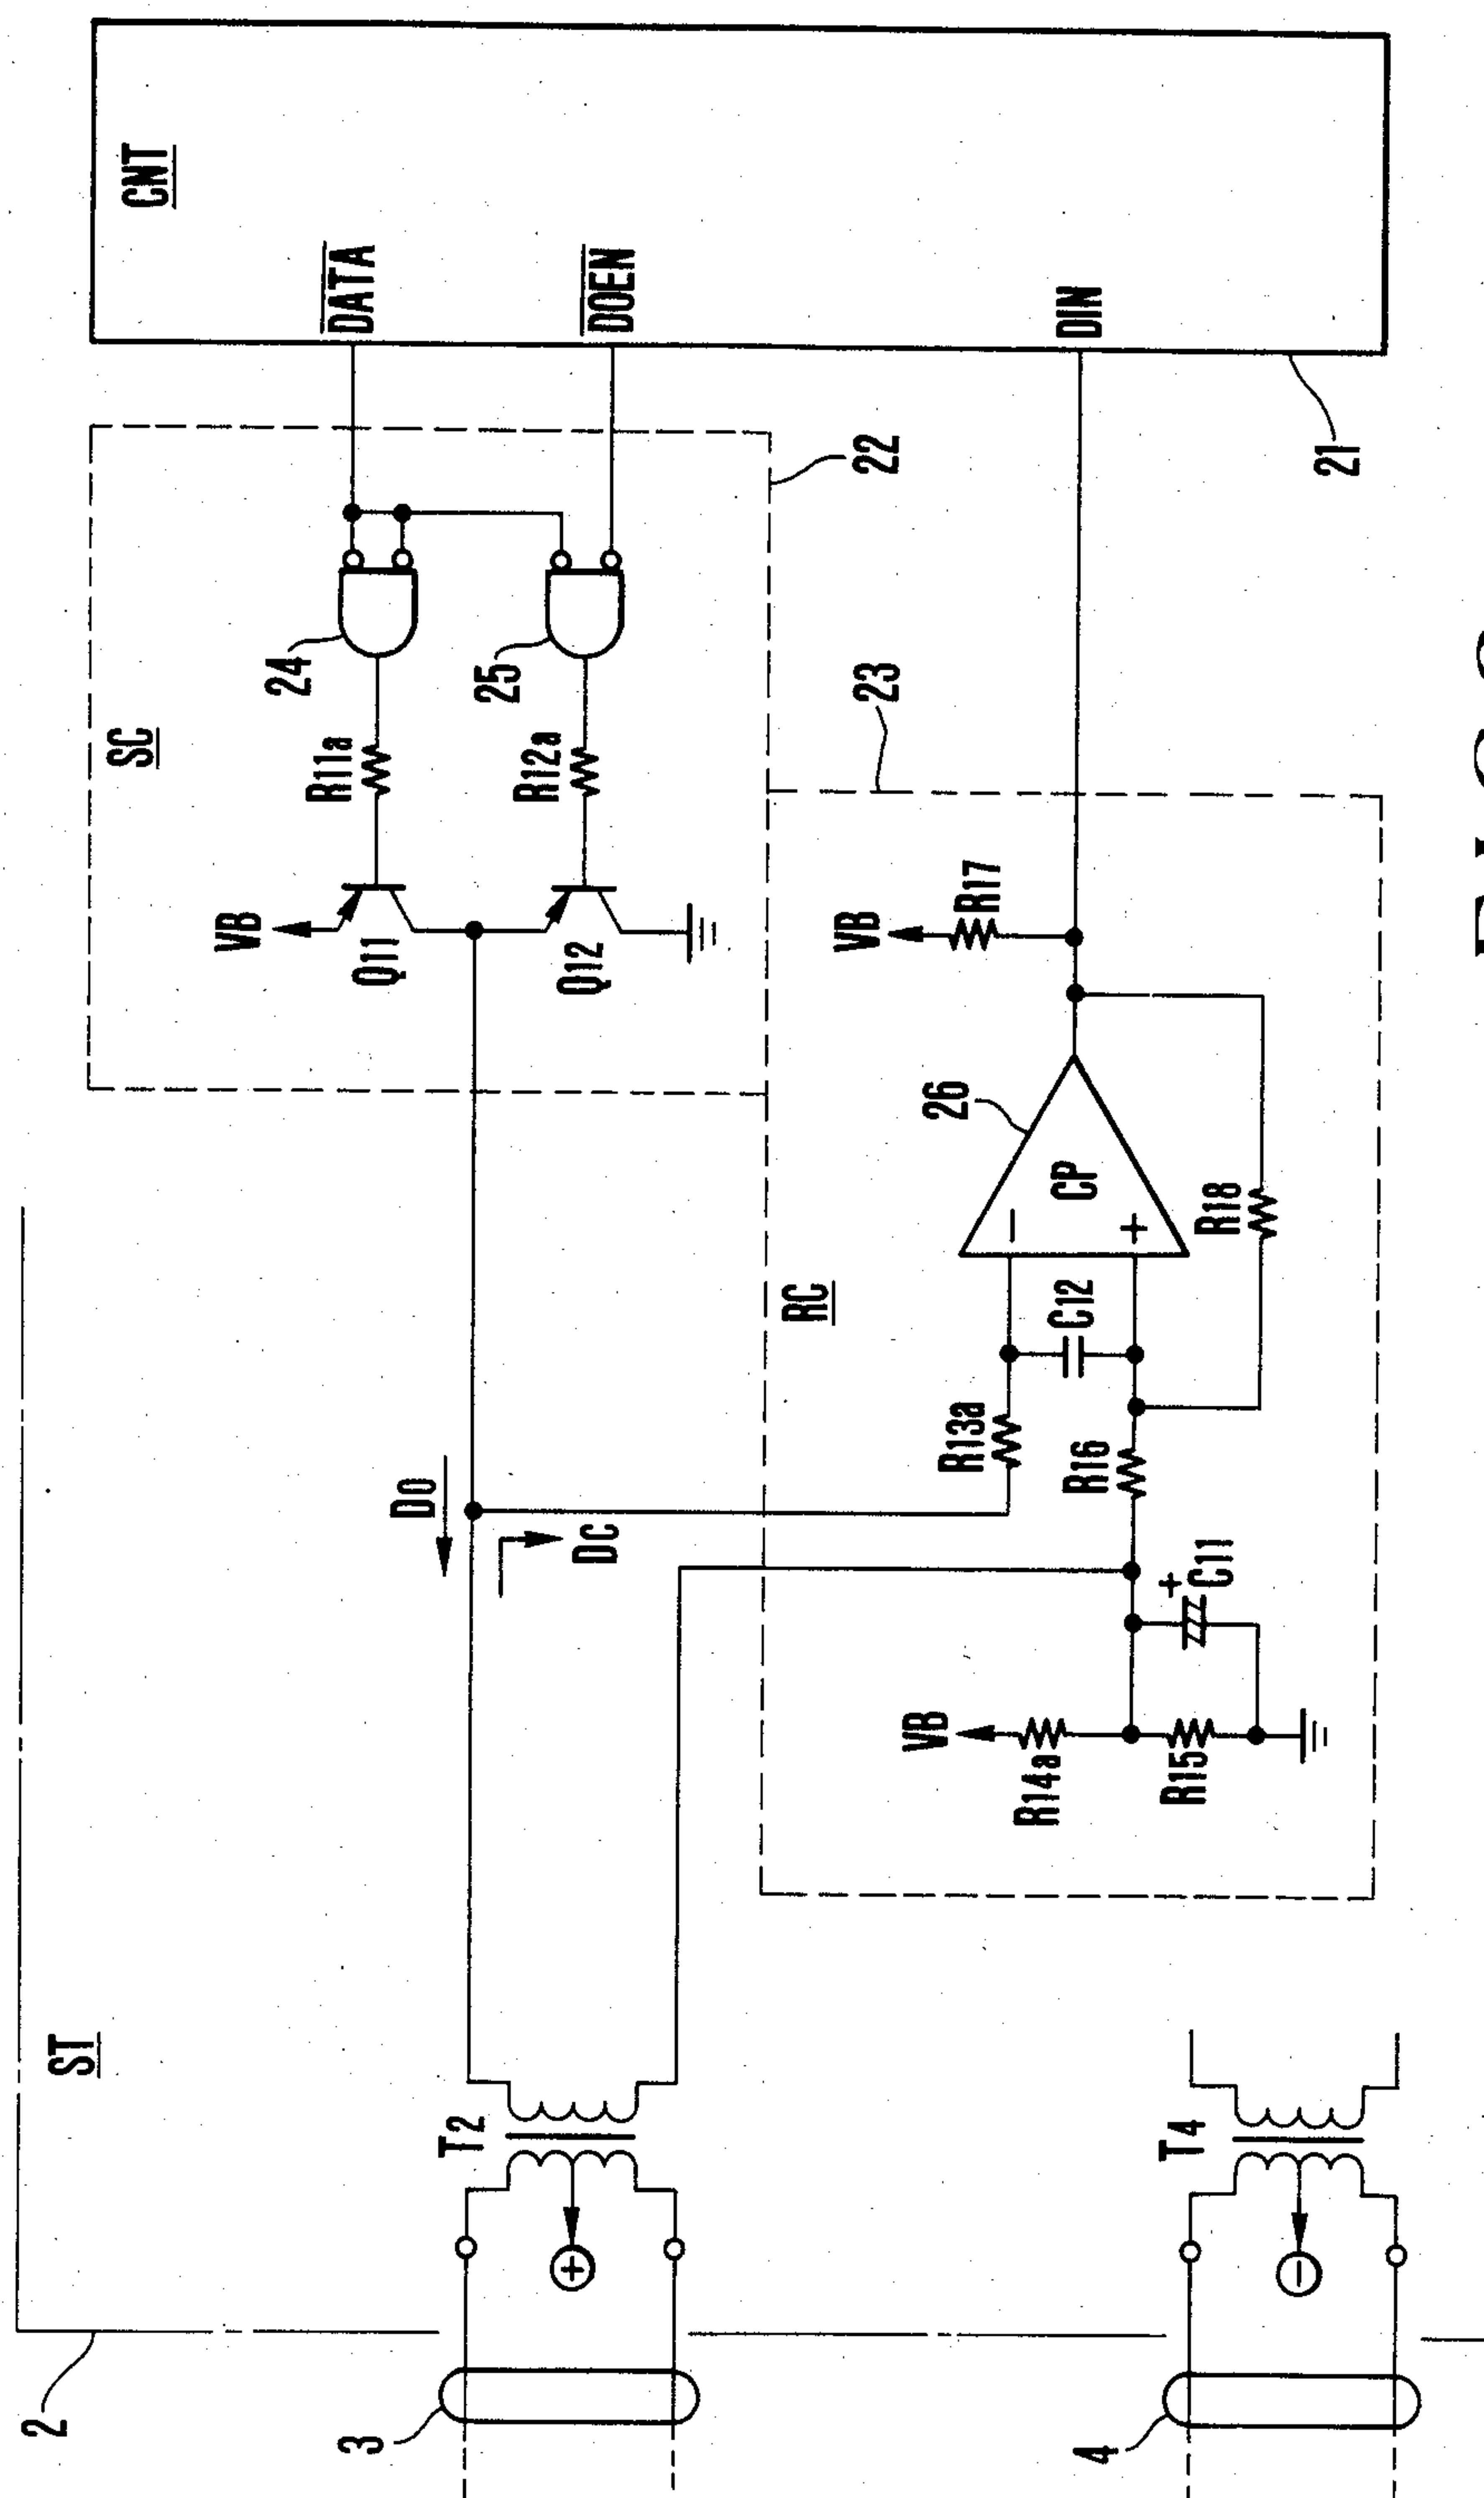 ST
2
3
4
T2
T4
+
−
DO
DC
SC
VB
Q11
R11a
24
Q12
R12a
25
22
CNT
DATA
DOEN
DIN
21
RC
23
VB
R14a
R15
+
C11
R16
R13a
C12
−
+
CP
26
R18
VB
R17